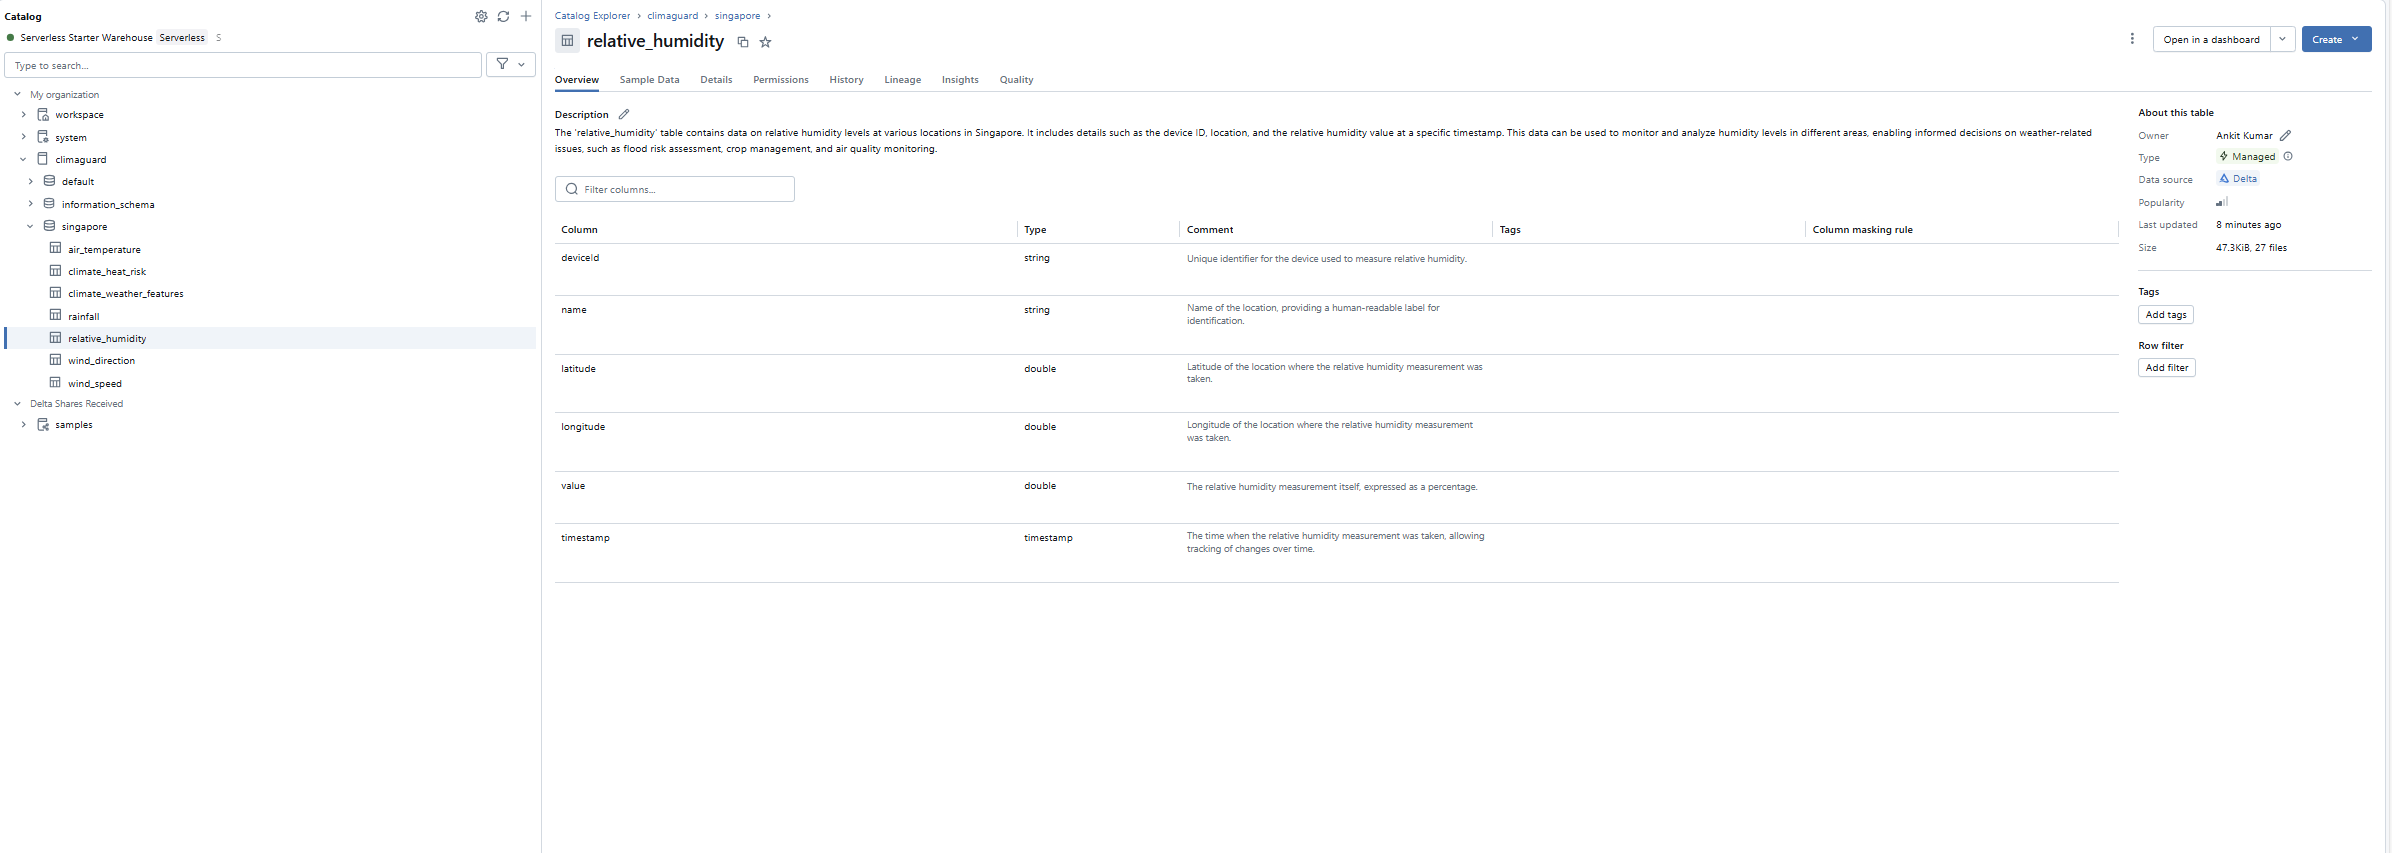 Catalog
Serverless Starter Warehouse Serverless S
Type to search...
My organization
workspace
system
climaguard
default
information_schema
singapore
air_temperature
climate_heat_risk
climate_weather_features
rainfall
relative_humidity
wind_direction
wind_speed
Delta Shares Received
samples
Catalog Explorer › climaguard › singapore ›
relative_humidity
Open in a dashboard
Create
Overview Sample Data Details Permissions History Lineage Insights Quality
Description
The 'relative_humidity' table contains data on relative humidity levels at various locations in Singapore. It includes details such as the device ID, location, and the relative humidity value at a specific timestamp. This data can be used to monitor and analyze humidity levels in different areas, enabling informed decisions on weather-related
issues, such as flood risk assessment, crop management, and air quality monitoring.
Filter columns...
Column Type Comment Tags Column masking rule
deviceId string Unique identifier for the device used to measure relative humidity.
name string Name of the location, providing a human-readable label for
identification.
latitude double Latitude of the location where the relative humidity measurement was
taken.
longitude double Longitude of the location where the relative humidity measurement
was taken.
value double The relative humidity measurement itself, expressed as a percentage.
timestamp timestamp The time when the relative humidity measurement was taken, allowing
tracking of changes over time.
About this table
Owner Ankit Kumar
Type Managed
Data source Delta
Popularity
Last updated 8 minutes ago
Size 47.3KiB, 27 files
Tags
Add tags
Row filter
Add filter